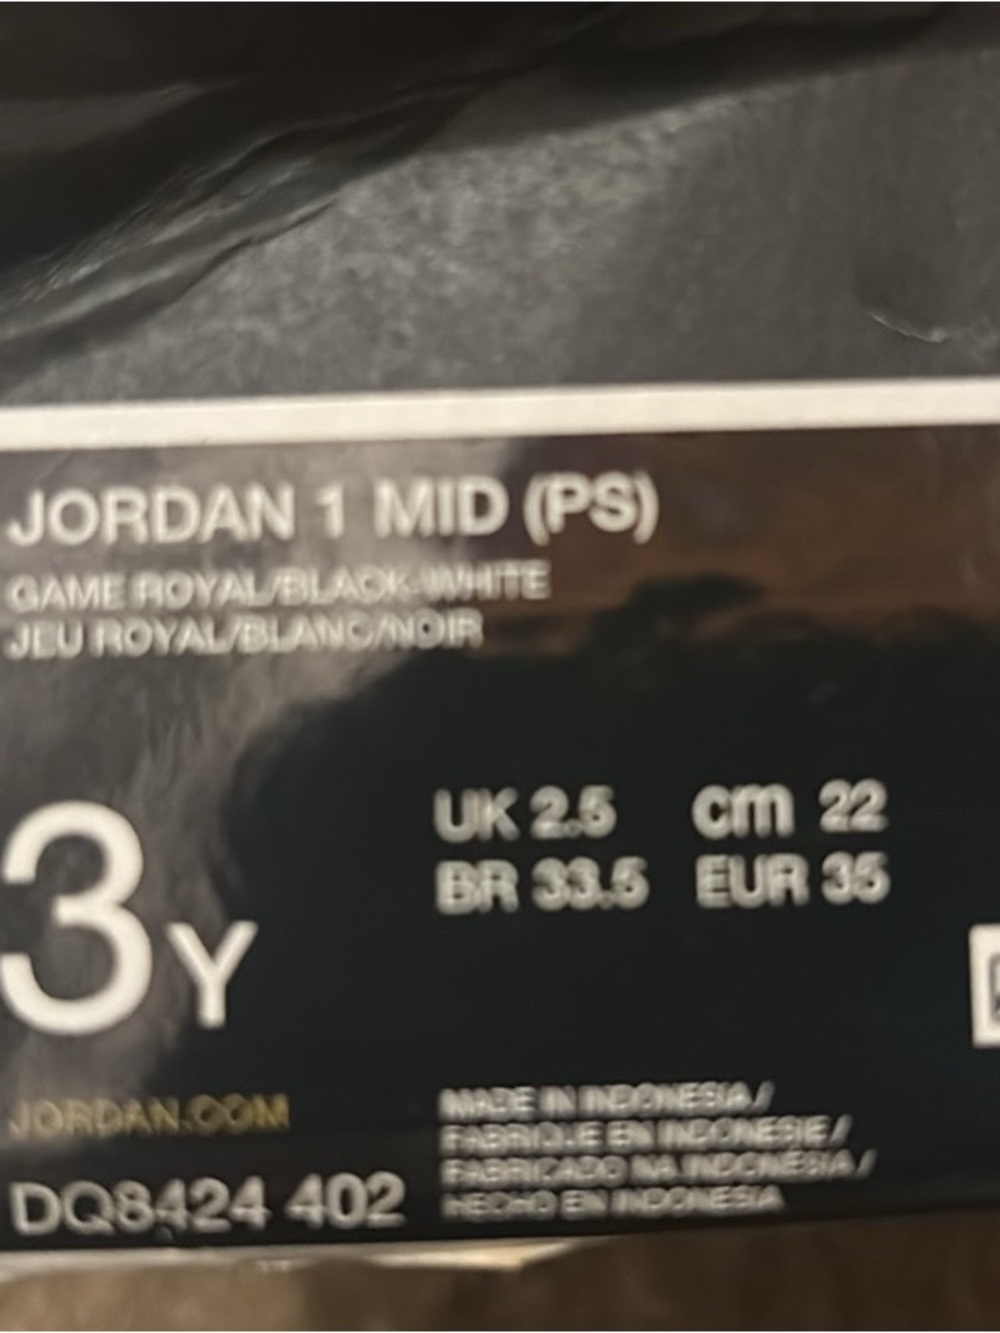 JORDAN 1 MID (PS)
GAME ROYAL/BLACK-WHITE
JEU ROYAL/BLANC/NOIR
3Y
UK 2.5 cm 22
BR 33.5 EUR 35
JORDAN.COM
DQ8424 402
MADE IN INDONESIA /
FABRIQUE EN INDONESIE /
FABRICADO NA INDONÉSIA /
HECHO EN INDONESIA